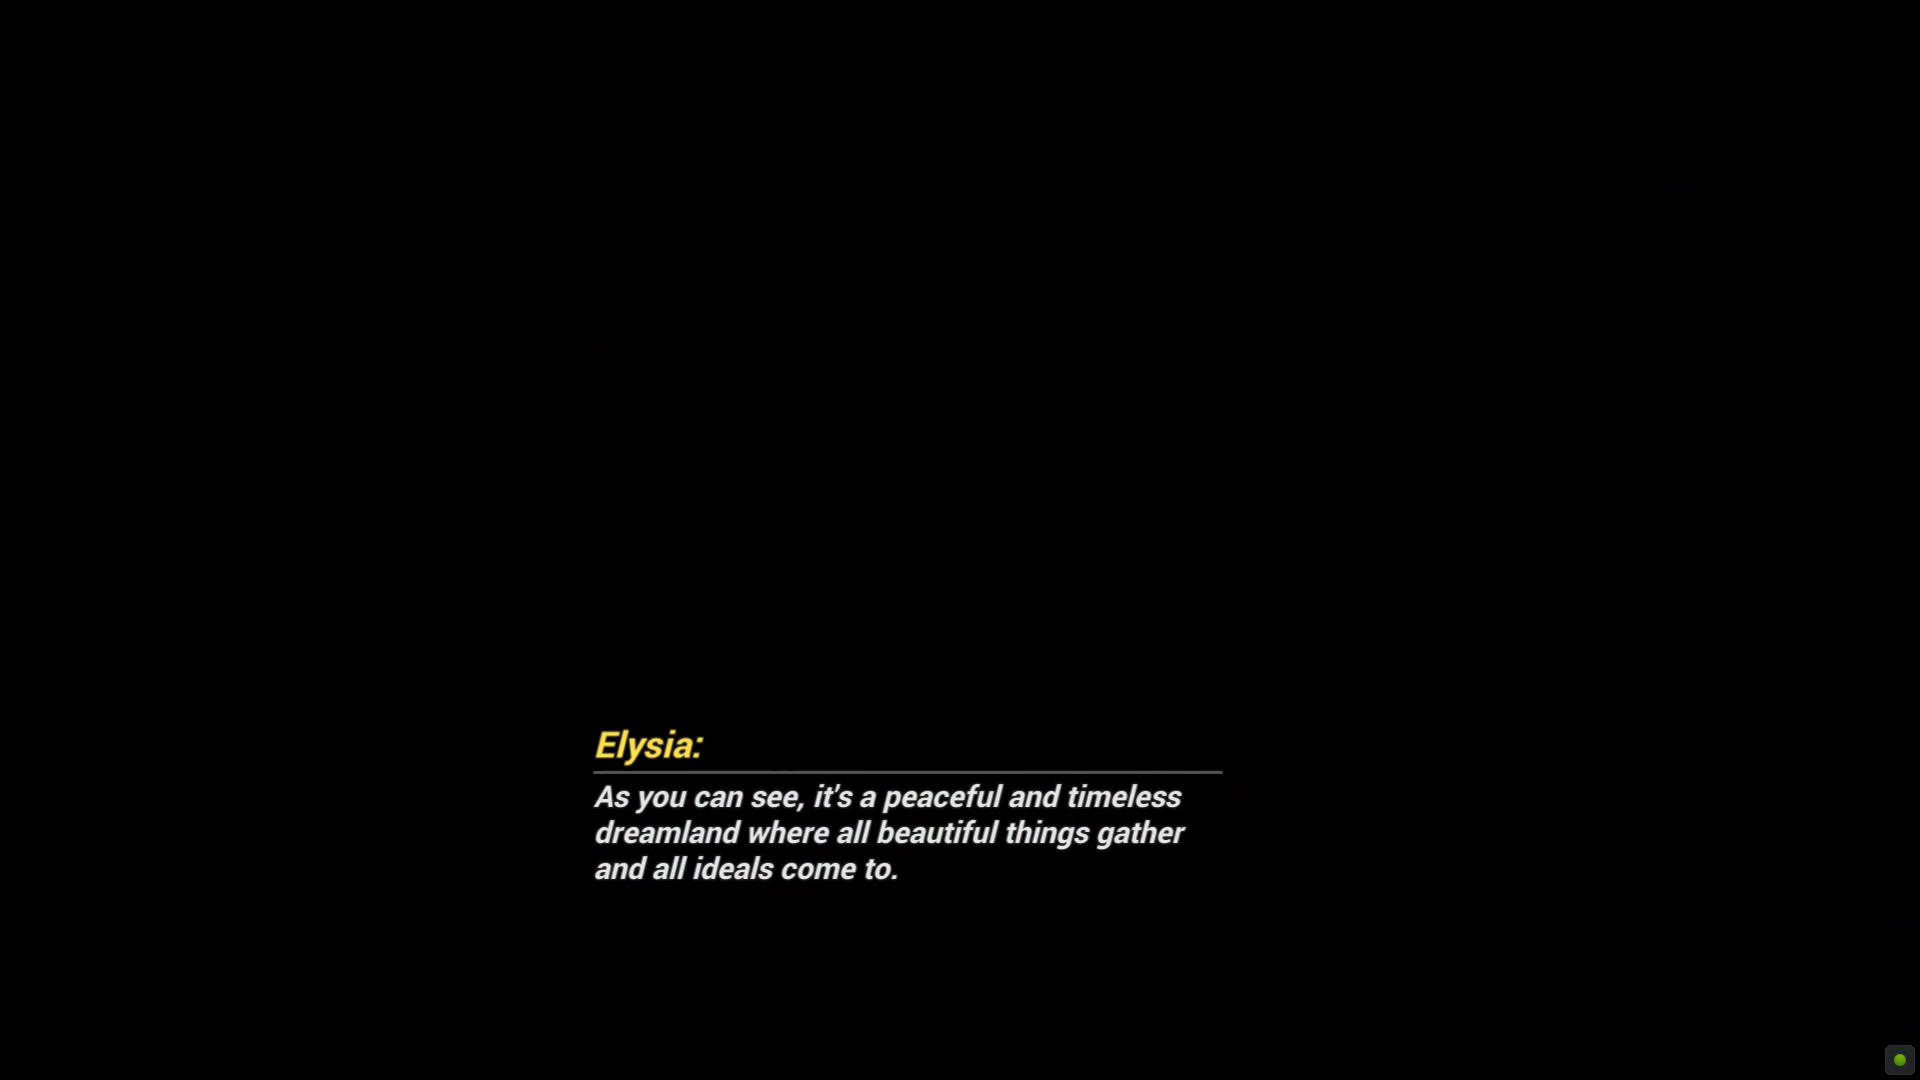 Elysia:
As you can see, it's a peaceful and timeless
dreamland where all beautiful things gather
and all ideals come to.